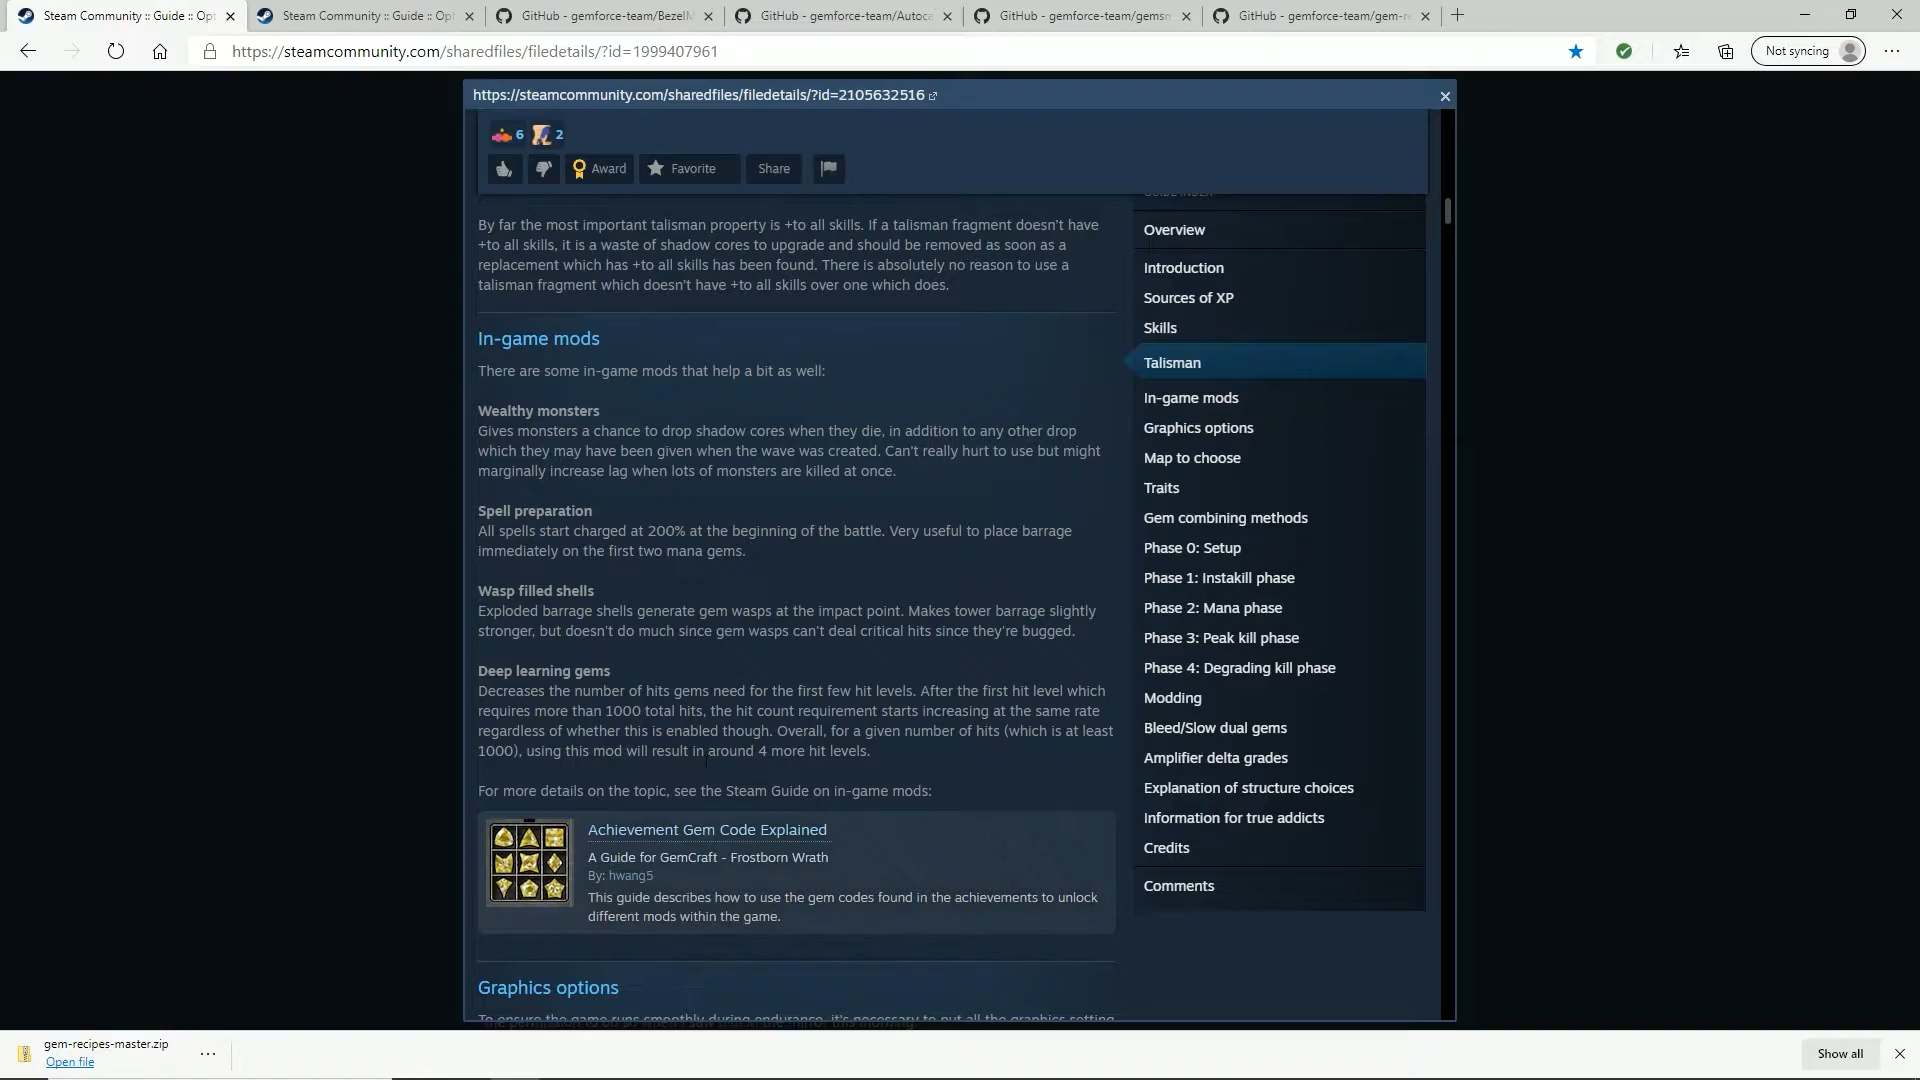 Steam Community :: Guide :: Opt
Steam Community :: Guide :: Opt
GitHub - gemforce-team/BezelM
GitHub - gemforce-team/Autoca
GitHub - gemforce-team/gemsm
GitHub - gemforce-team/gem-r
https://steamcommunity.com/sharedfiles/filedetails/?id=1999407961
Not syncing
https://steamcommunity.com/sharedfiles/filedetails/?id=2105632516
6
2
Award
Favorite
Share
By far the most important talisman property is +to all skills. If a talisman fragment doesn't have
+to all skills, it is a waste of shadow cores to upgrade and should be removed as soon as a
replacement which has +to all skills has been found. There is absolutely no reason to use a
talisman fragment which doesn't have +to all skills over one which does.
In-game mods
There are some in-game mods that help a bit as well:
Wealthy monsters
Gives monsters a chance to drop shadow cores when they die, in addition to any other drop
which they may have been given when the wave was created. Can't really hurt to use but might
marginally increase lag when lots of monsters are killed at once.
Spell preparation
All spells start charged at 200% at the beginning of the battle. Very useful to place barrage
immediately on the first two mana gems.
Wasp filled shells
Exploded barrage shells generate gem wasps at the impact point. Makes tower barrage slightly
stronger, but doesn't do much since gem wasps can't deal critical hits since they're bugged.
Deep learning gems
Decreases the number of hits gems need for the first few hit levels. After the first hit level which
requires more than 1000 total hits, the hit count requirement starts increasing at the same rate
regardless of whether this is enabled though. Overall, for a given number of hits (which is at least
1000), using this mod will result in around 4 more hit levels.
For more details on the topic, see the Steam Guide on in-game mods:
Achievement Gem Code Explained
A Guide for GemCraft - Frostborn Wrath
By: hwang5
This guide describes how to use the gem codes found in the achievements to unlock
different mods within the game.
Graphics options
To ensure the game runs smoothly during endurance, it's necessary to put all the graphics setting
GUIDE INDEX
Overview
Introduction
Sources of XP
Skills
Talisman
In-game mods
Graphics options
Map to choose
Traits
Gem combining methods
Phase 0: Setup
Phase 1: Instakill phase
Phase 2: Mana phase
Phase 3: Peak kill phase
Phase 4: Degrading kill phase
Modding
Bleed/Slow dual gems
Amplifier delta grades
Explanation of structure choices
Information for true addicts
Credits
Comments
gem-recipes-master.zip
Open file
Show all